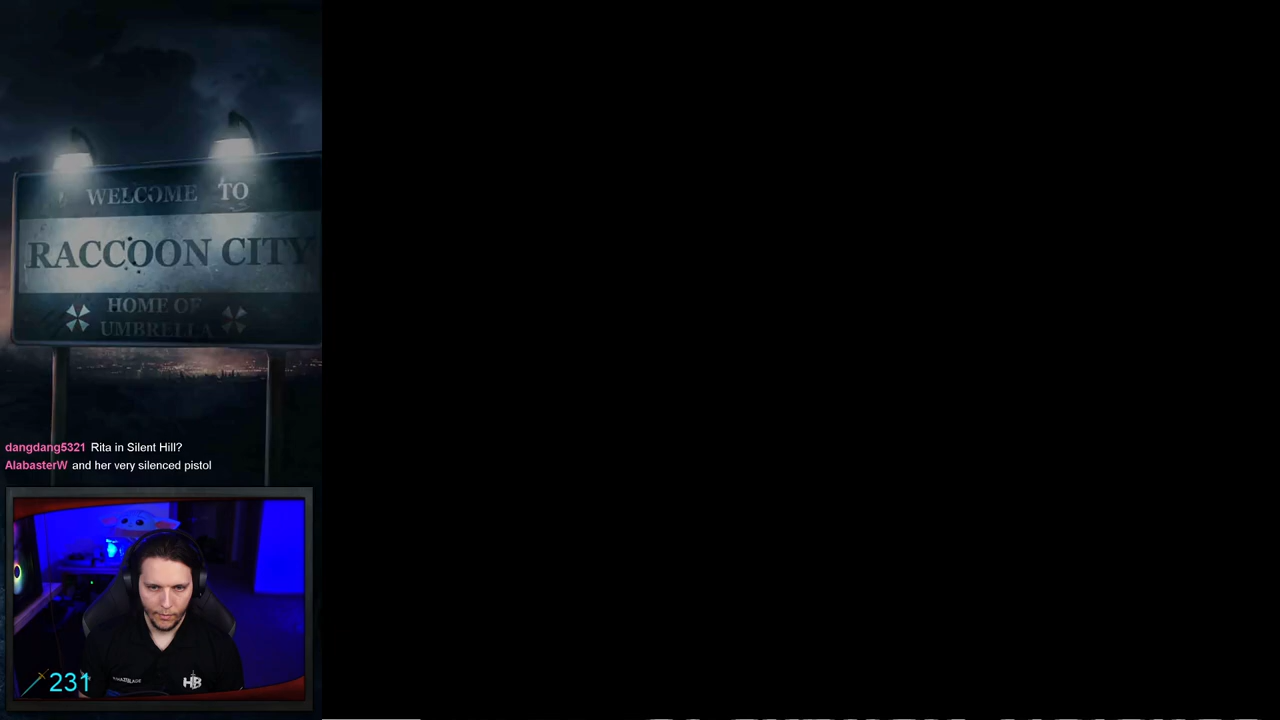 WELCOME TO
RACCOON CITY
HOME OF
UMBRELLA
dangdang5321 Rita in Silent Hill?
AlabasterW and her very silenced pistol
HB
231